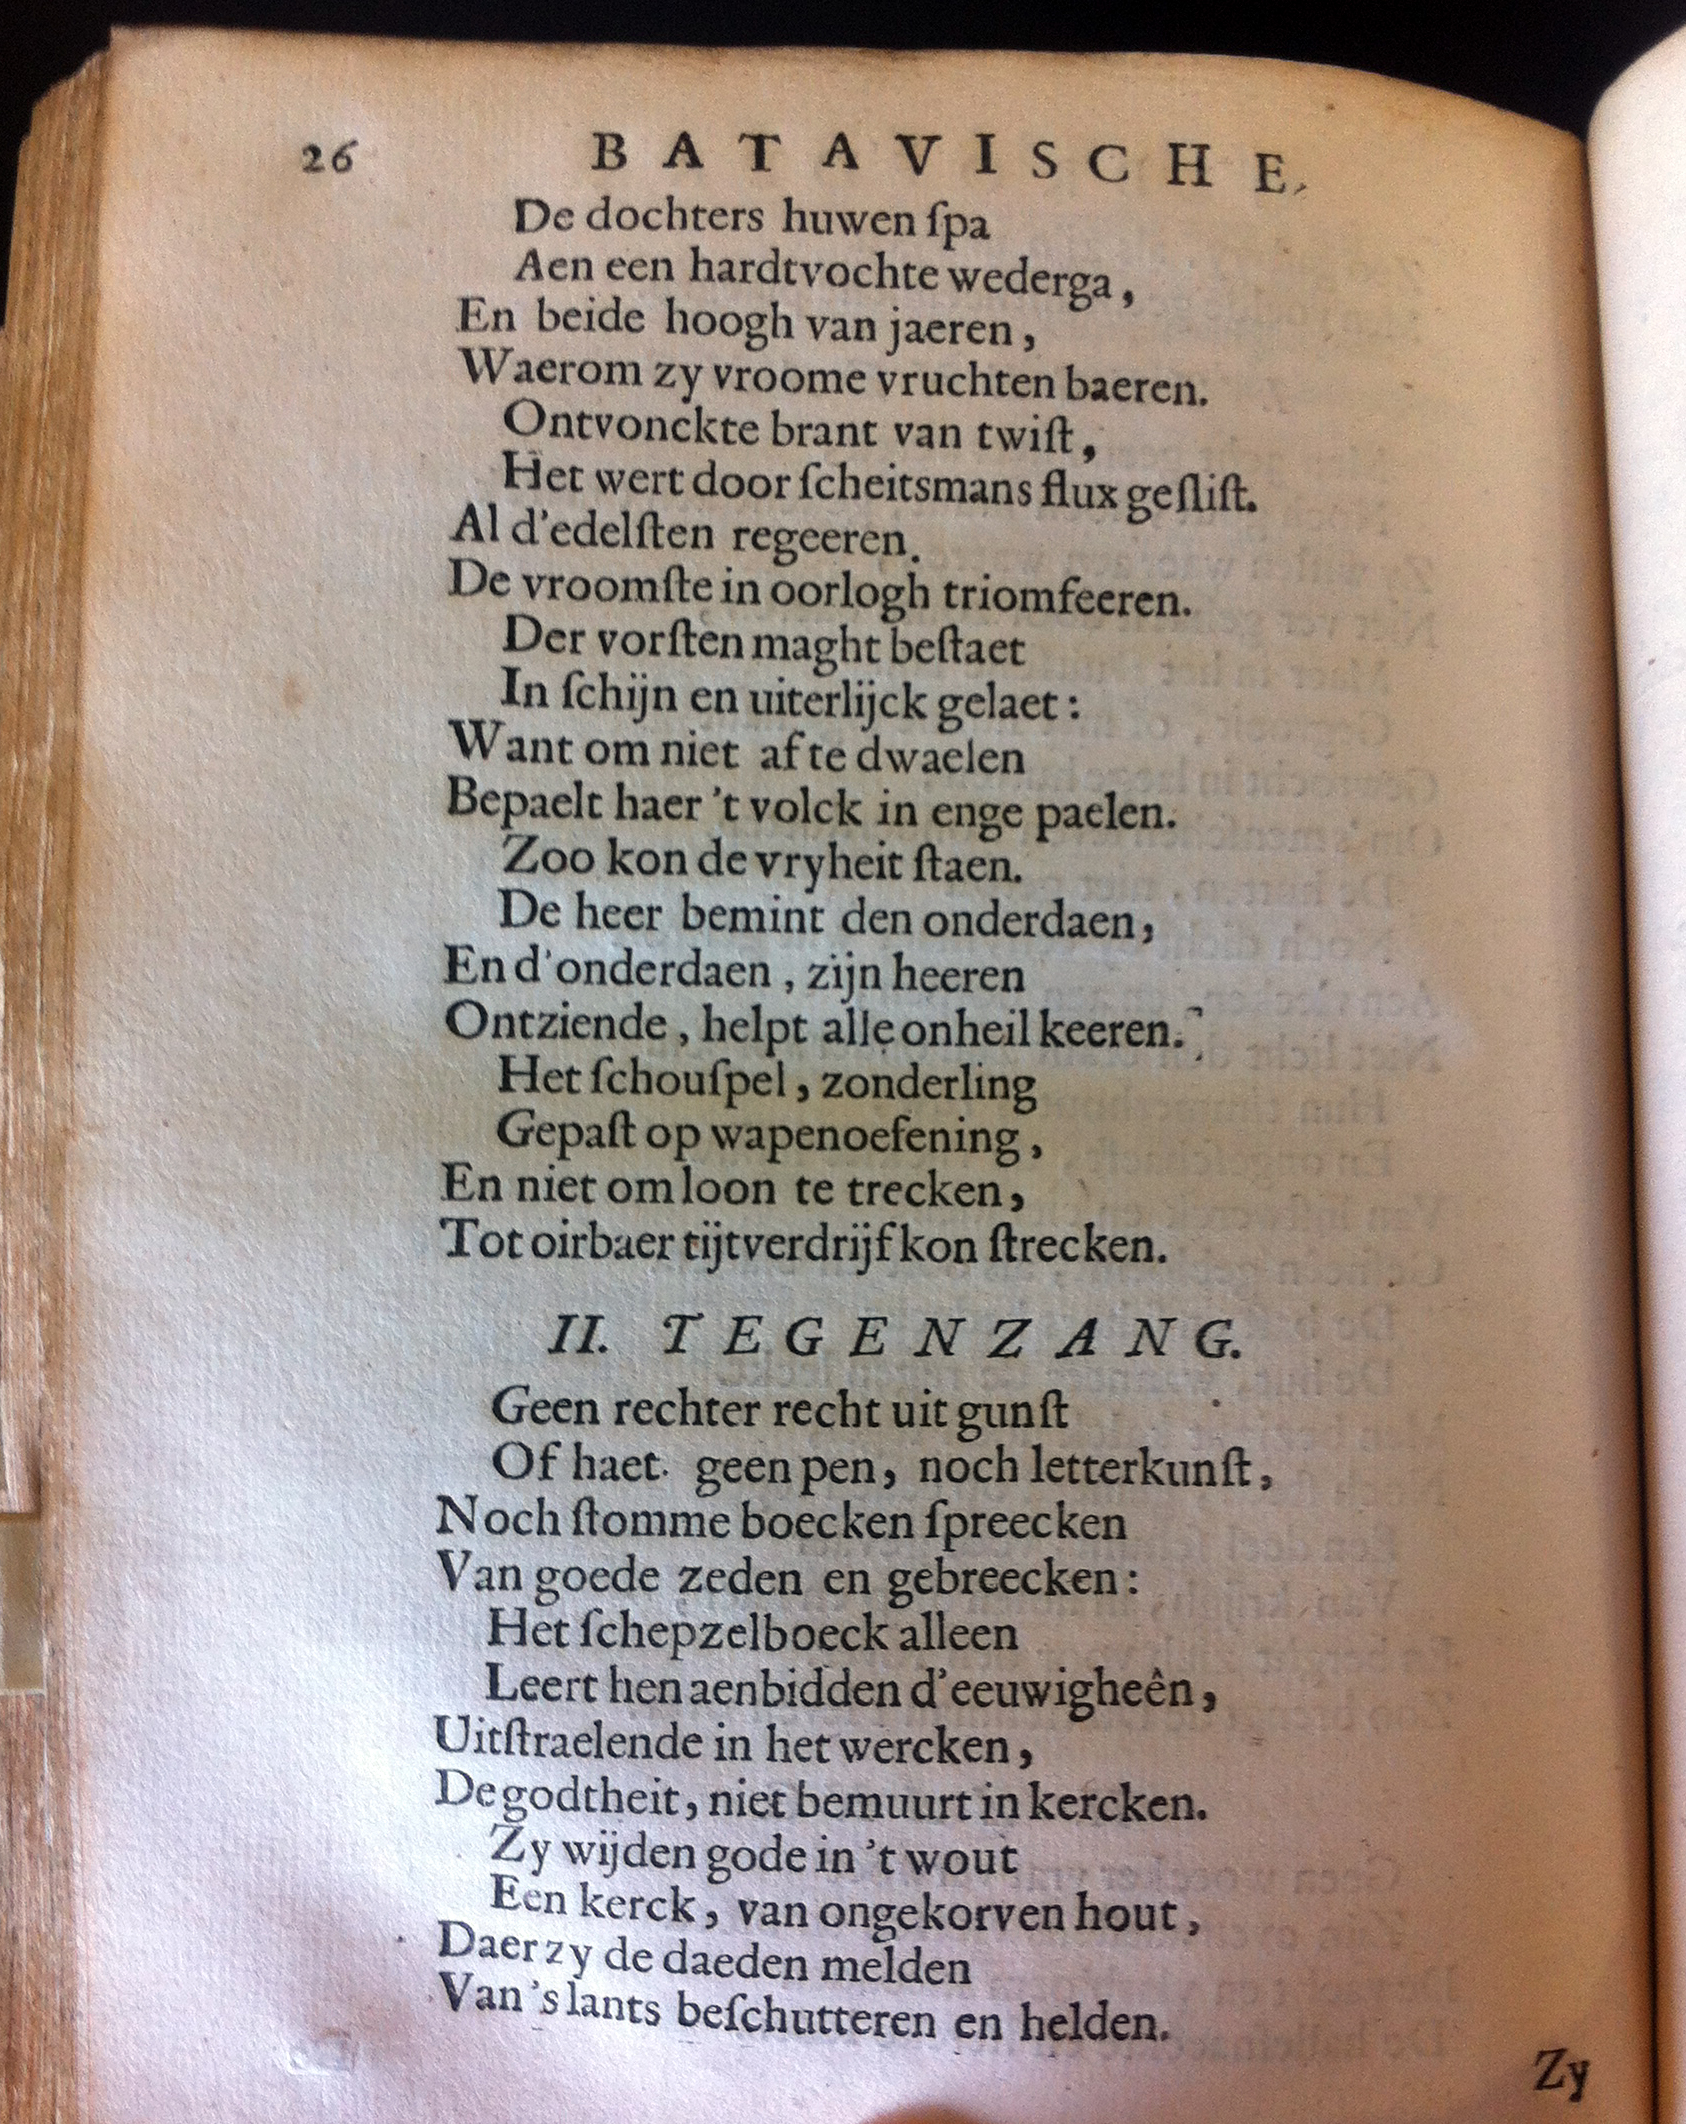 26 BATAVISCHE,
De dochters huwen ſpa
Aen een hardtvochte wederga,
En beide hoogh van jaeren,
Waerom zy vroome vruchten baeren.
Ontvonckte brant van twiſt,
Het wert door ſcheitsmans flux geſliſt.
Al d'edelſten regeeren.
De vroomſte in oorlogh triomfeeren.
Der vorſten maght beſtaet
In ſchijn en uiterlijck gelaet:
Want om niet af te dwaelen
Bepaelt haer 't volck in enge paelen.
Zoo kon de vryheit ſtaen.
De heer bemint den onderdaen,
En d'onderdaen, zijn heeren
Ontziende, helpt alle onheil keeren.
Het ſchouſpel, zonderling
Gepaſt op wapenoefening,
En niet om loon te trecken,
Tot oirbaer tijtverdrijf kon ſtrecken.
II. TEGENZANG.
Geen rechter recht uit gunſt
Of haet. geen pen, noch letterkunſt,
Noch ſtomme boecken ſpreecken
Van goede zeden en gebreecken:
Het ſchepzelboeck alleen
Leert hen aenbidden d'eeuwigheên,
Uitſtraelende in het wercken,
De godtheit, niet bemuurt in kercken.
Zy wijden gode in 't wout
Een kerck, van ongekorven hout,
Daer zy de daeden melden
Van 's lants beſchutteren en helden.
Zy